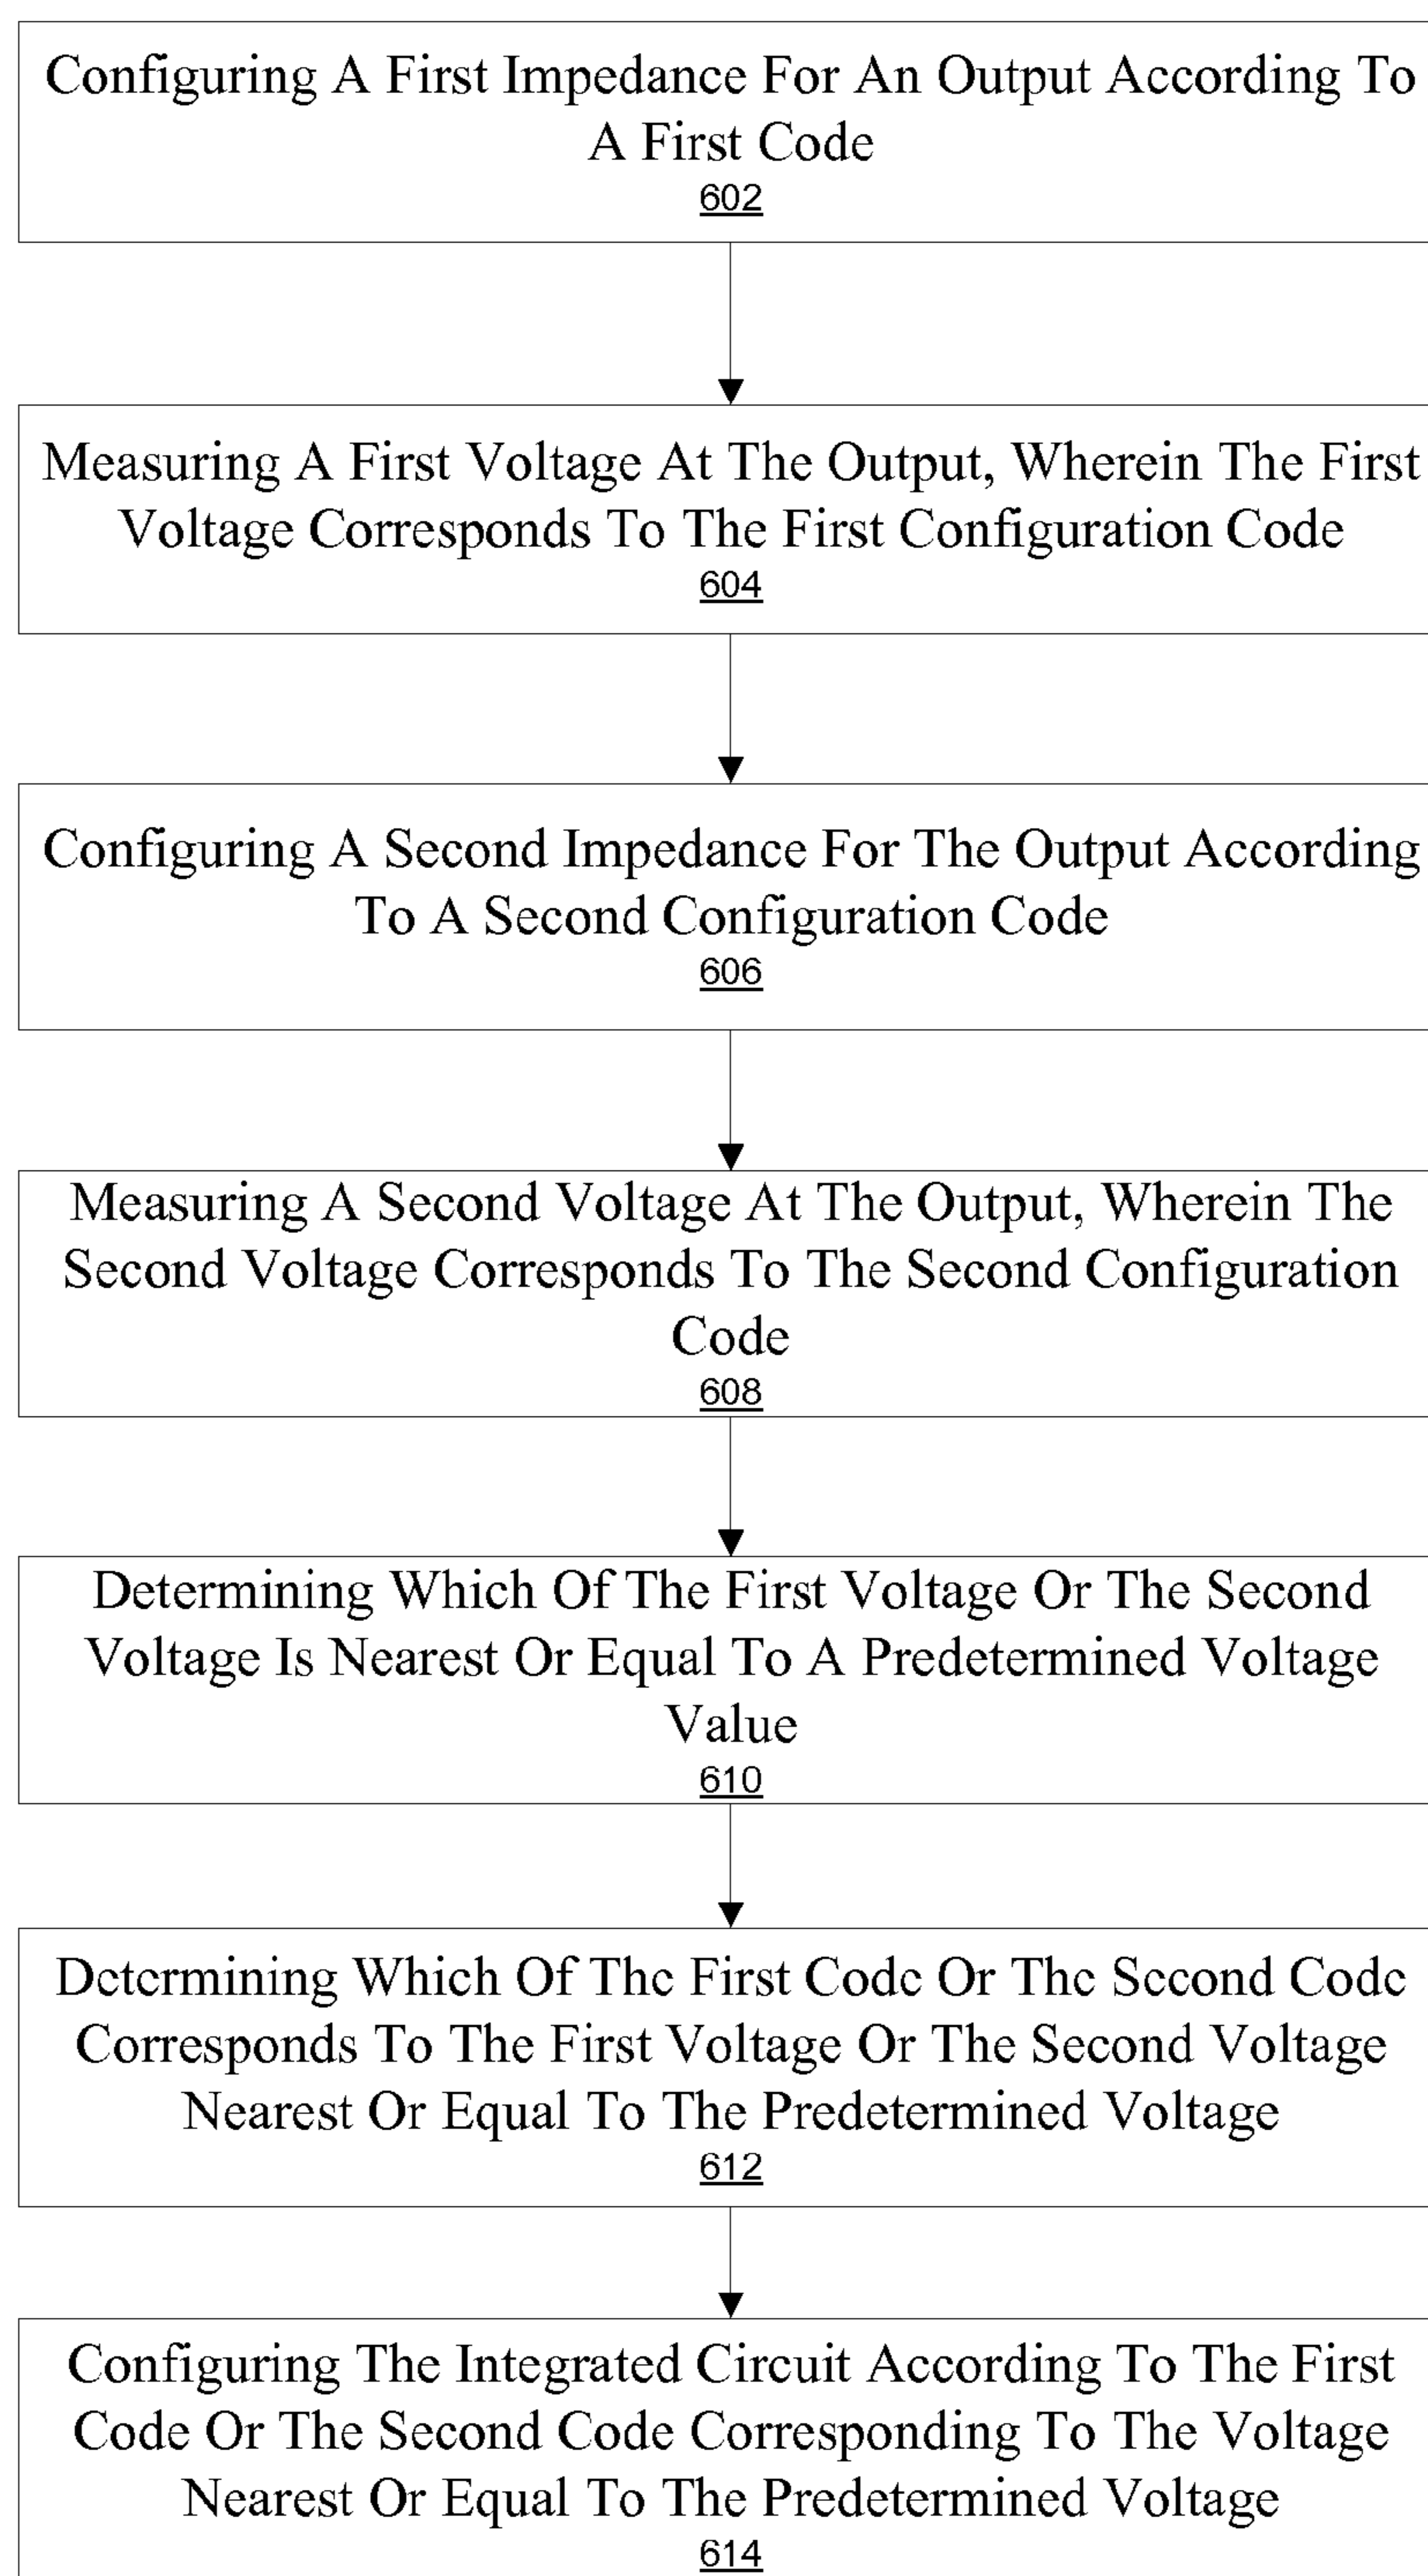 Configuring A First Impedance For An Output According To
A First Code
602
Measuring A First Voltage At The Output, Wherein The First
Voltage Corresponds To The First Configuration Code
604
Configuring A Second Impedance For The Output According
To A Second Configuration Code
606
Measuring A Second Voltage At The Output, Wherein The
Second Voltage Corresponds To The Second Configuration
Code
608
Determining Which Of The First Voltage Or The Second
Voltage Is Nearest Or Equal To A Predetermined Voltage
Value
610
Determining Which Of The First Code Or The Second Code
Corresponds To The First Voltage Or The Second Voltage
Nearest Or Equal To The Predetermined Voltage
612
Configuring The Integrated Circuit According To The First
Code Or The Second Code Corresponding To The Voltage
Nearest Or Equal To The Predetermined Voltage
614